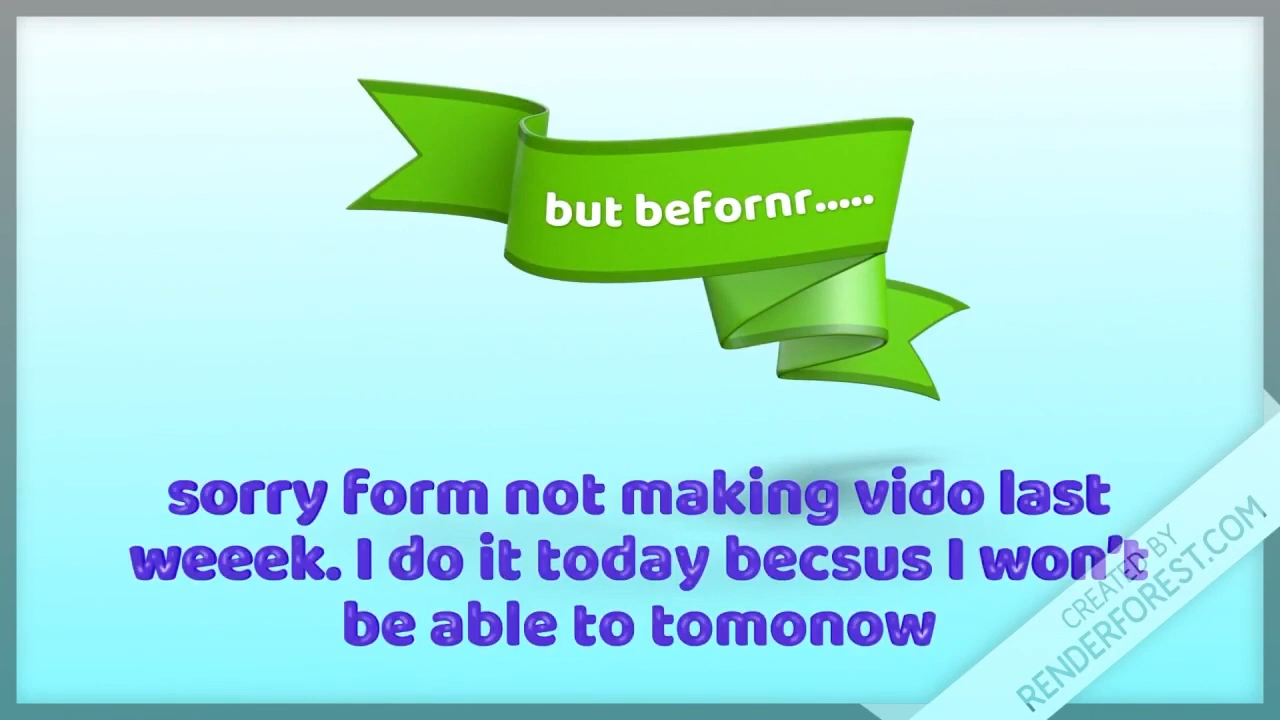 but befornr.....
sorry form not making vido last
weeek. I do it today becsus I won't
be able to tomonow
CREATED BY
RENDERFOREST.COM